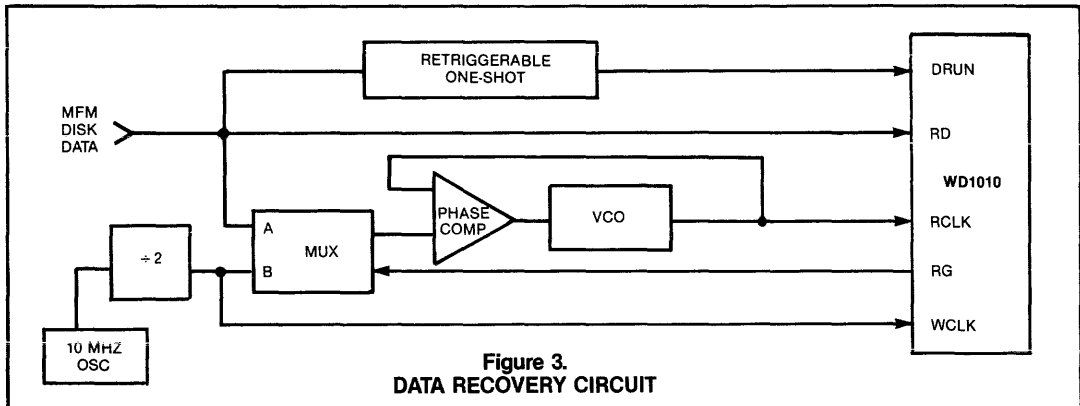 RETRIGGERABLE
ONE-SHOT
DRUN
MFM
DISK
DATA
RD
WD1010
PHASE
COMP
VCO
RCLK
A
MUX
B
÷2
RG
WCLK
10 MHZ
OSC
Figure 3.
DATA RECOVERY CIRCUIT